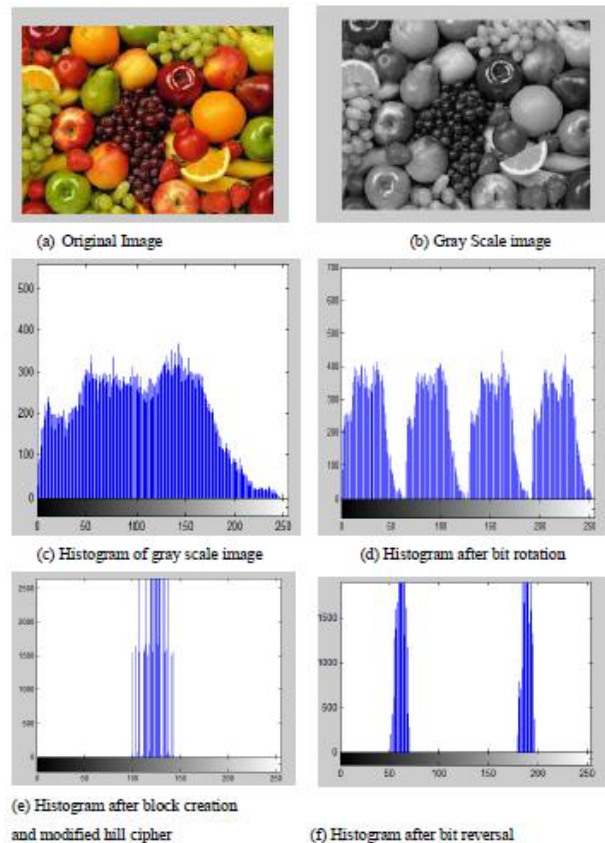 (a) Original Image
(b) Gray Scale image
500
400
300
200
100
0
0 50 100 150 200 250
700
600
500
400
300
200
100
0
0 50 100 150 200 250
(c) Histogram of gray scale image
(d) Histogram after bit rotation
2500
2000
1500
1000
500
0
0 50 100 150 200 250
1500
1000
500
0
0 50 100 150 200 250
(e) Histogram after block creation
and modified hill cipher
(f) Histogram after bit reversal